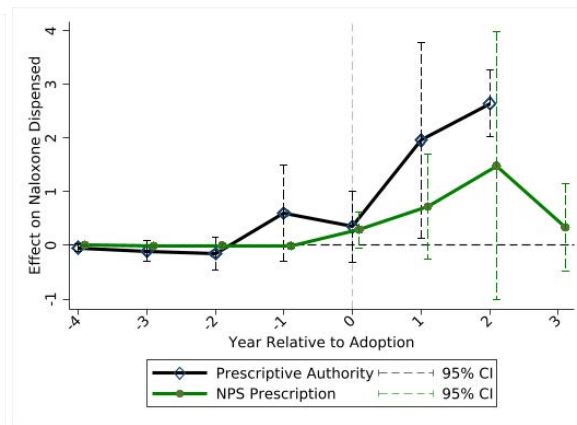 4
3
2
1
0
-1
Effect on Naloxone Dispensed
-4 -3 -2 -1 0 1 2 3
Year Relative to Adoption
Prescriptive Authority 95% CI
NPS Prescription 95% CI